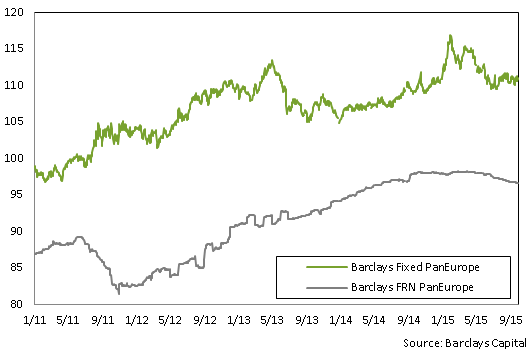 120
115
110
105
100
95
90
85
80
Barclays Fixed PanEurope
Barclays FRN PanEurope
1/11 5/11 9/11 1/12 5/12 9/12 1/13 5/13 9/13 1/14 5/14 9/14 1/15 5/15 9/15
Source: Barclays Capital